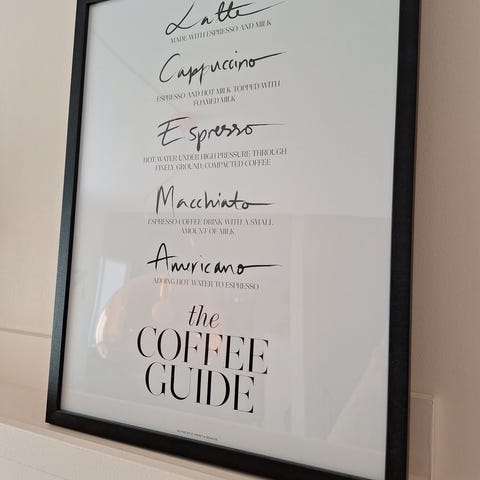 Latte
MADE WITH ESPRESSO AND MILK
Cappuccino
ESPRESSO AND HOT MILK TOPPED WITH
FOAMED MILK
Espresso
HOT WATER UNDER HIGH PRESSURE THROUGH
FINELY GROUND, COMPACTED COFFEE
Macchiato
ESPRESSO COFFEE DRINK WITH A SMALL
AMOUNT OF MILK
Americano
ADDING HOT WATER TO ESPRESSO
the
COFFEE
GUIDE